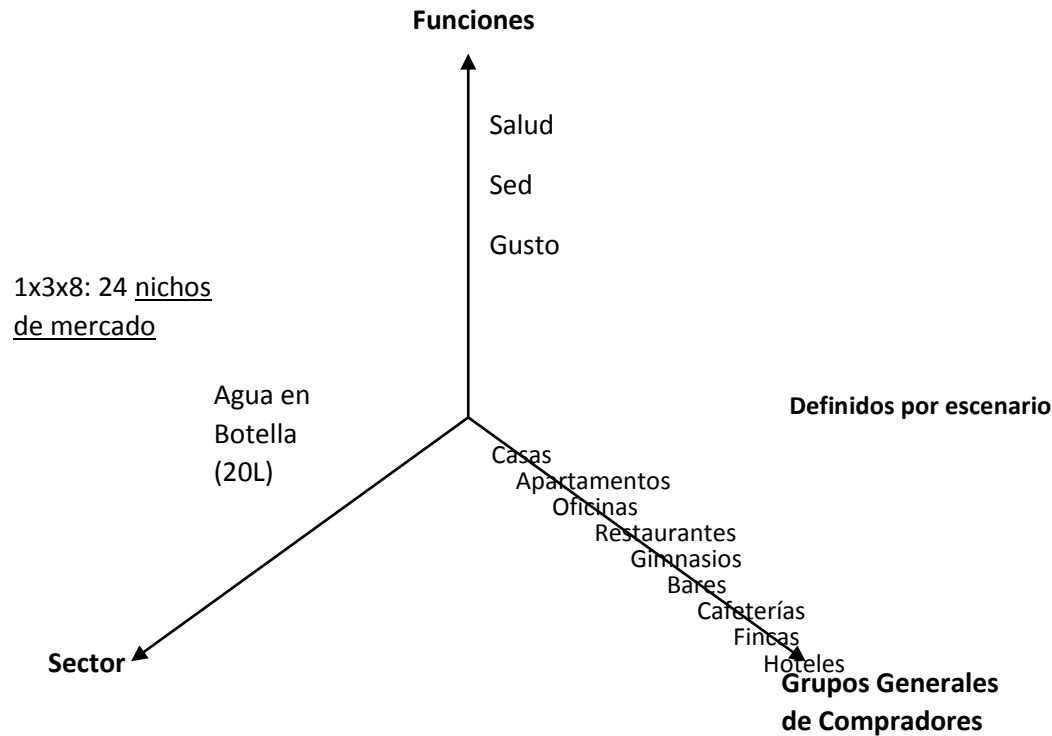 Funciones
Salud
Sed
Gusto
1x3x8: 24 nichos
de mercado
Agua en
Botella
(20L)
Definidos por escenario
Casas
Apartamentos
Oficinas
Restaurantes
Gimnasios
Bares
Cafeterías
Fincas
Hoteles
Sector
Grupos Generales
de Compradores